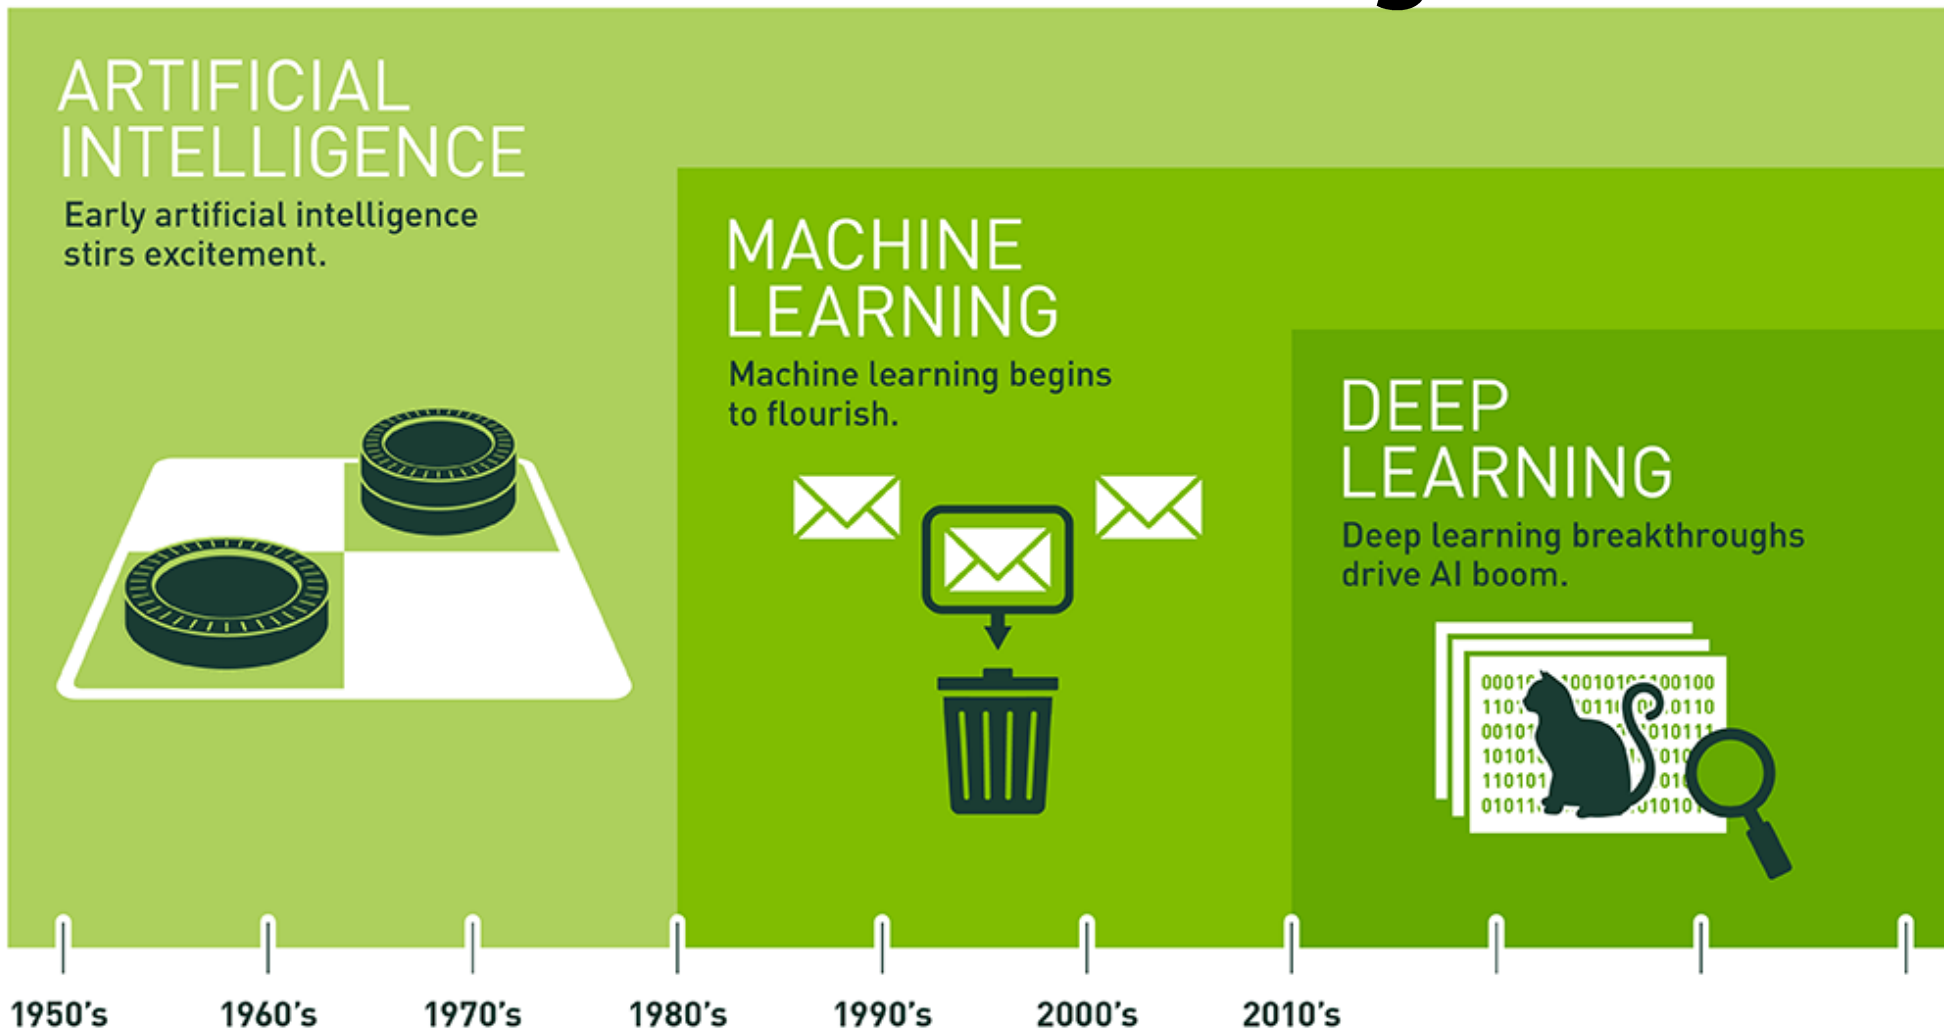 ARTIFICIAL
INTELLIGENCE
Early artificial intelligence
stirs excitement.
MACHINE
LEARNING
Machine learning begins
to flourish.
DEEP
LEARNING
Deep learning breakthroughs
drive AI boom.
1950's 1960's 1970's 1980's 1990's 2000's 2010's